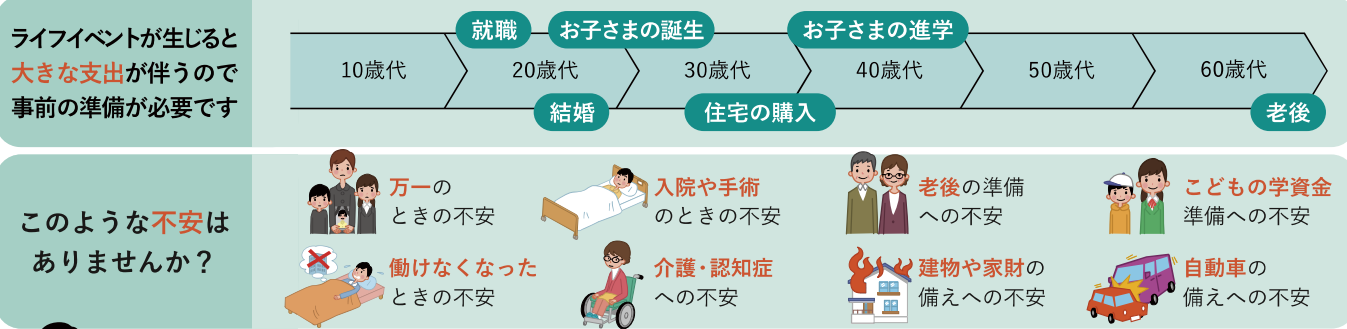 ライフイベントが生じると
大きな支出が伴うので
事前の準備が必要です
就職
お子さまの誕生
お子さまの進学
10歳代
20歳代
30歳代
40歳代
50歳代
60歳代
結婚
住宅の購入
老後
このような不安は
ありませんか？
万一の
ときの不安
入院や手術
のときの不安
老後の準備
への不安
こどもの学資金
準備への不安
働けなくなった
ときの不安
介護・認知症
への不安
建物や家財の
備えへの不安
自動車の
備えへの不安